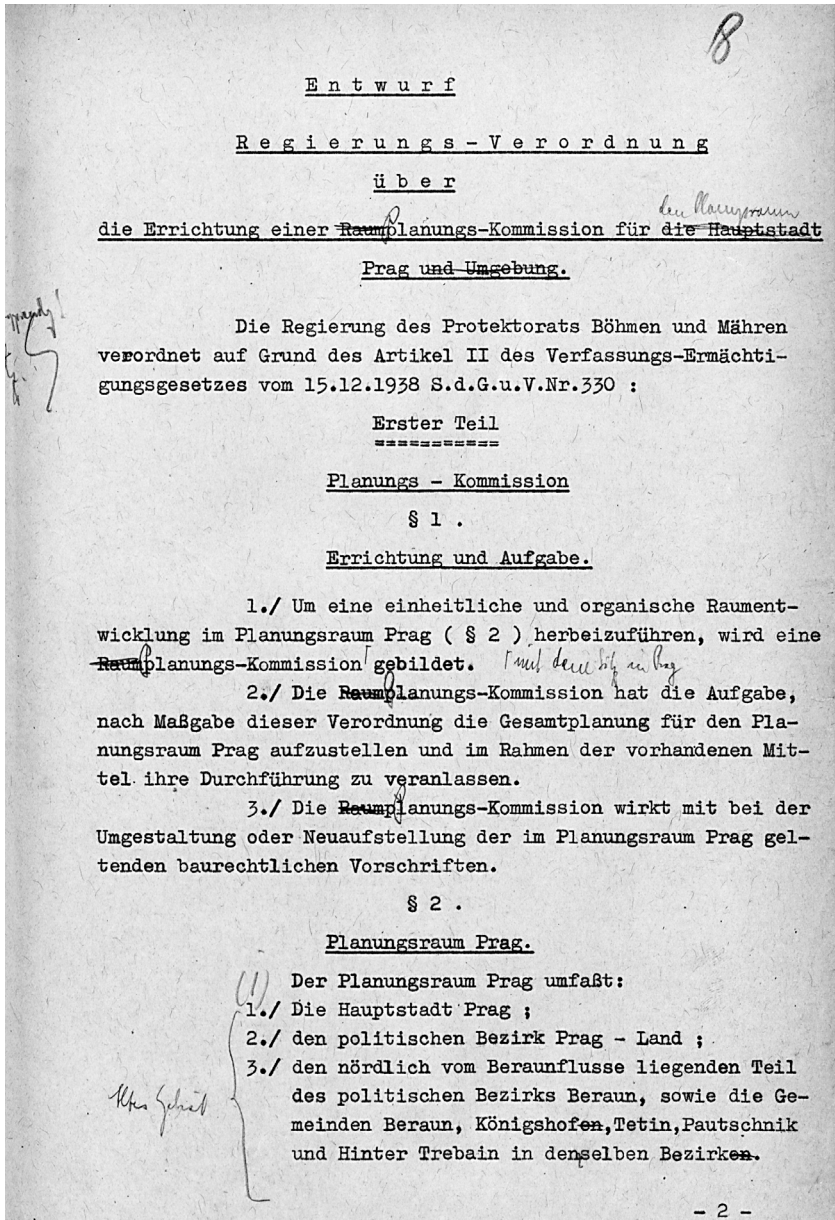 8
Entwurf
Regierungs-Verordnung
über
den Planungsraum
die Errichtung einer Raumplanungs-Kommission für die Hauptstadt
Prag und Umgebung.
Die Regierung des Protektorats Böhmen und Mähren
verordnet auf Grund des Artikel II des Verfassungs-Ermächti-
gungsgesetzes vom 15.12.1938 S.d.G.u.V.Nr.330 :
Erster Teil
===========
Planungs - Kommission
§ 1 .
Errichtung und Aufgabe.
1./ Um eine einheitliche und organische Raument-
wicklung im Planungsraum Prag ( § 2 ) herbeizuführen, wird eine
Raumplanungs-Kommission gebildet. mit dem Sitz in Prag
2./ Die Raumplanungs-Kommission hat die Aufgabe,
nach Maßgabe dieser Verordnung die Gesamtplanung für den Pla-
nungsraum Prag aufzustellen und im Rahmen der vorhandenen Mit-
tel ihre Durchführung zu veranlassen.
3./ Die Raumplanungs-Kommission wirkt mit bei der
Umgestaltung oder Neuaufstellung der im Planungsraum Prag gel-
tenden baurechtlichen Vorschriften.
§ 2 .
Planungsraum Prag.
(1) Der Planungsraum Prag umfaßt:
1./ Die Hauptstadt Prag ;
2./ den politischen Bezirk Prag - Land ;
3./ den nördlich vom Beraunflusse liegenden Teil
des politischen Bezirks Beraun, sowie die Ge-
meinden Beraun, Königshofen,Tetin,Pautschnik
und Hinter Trebain in denselben Bezirken.
- 2 -